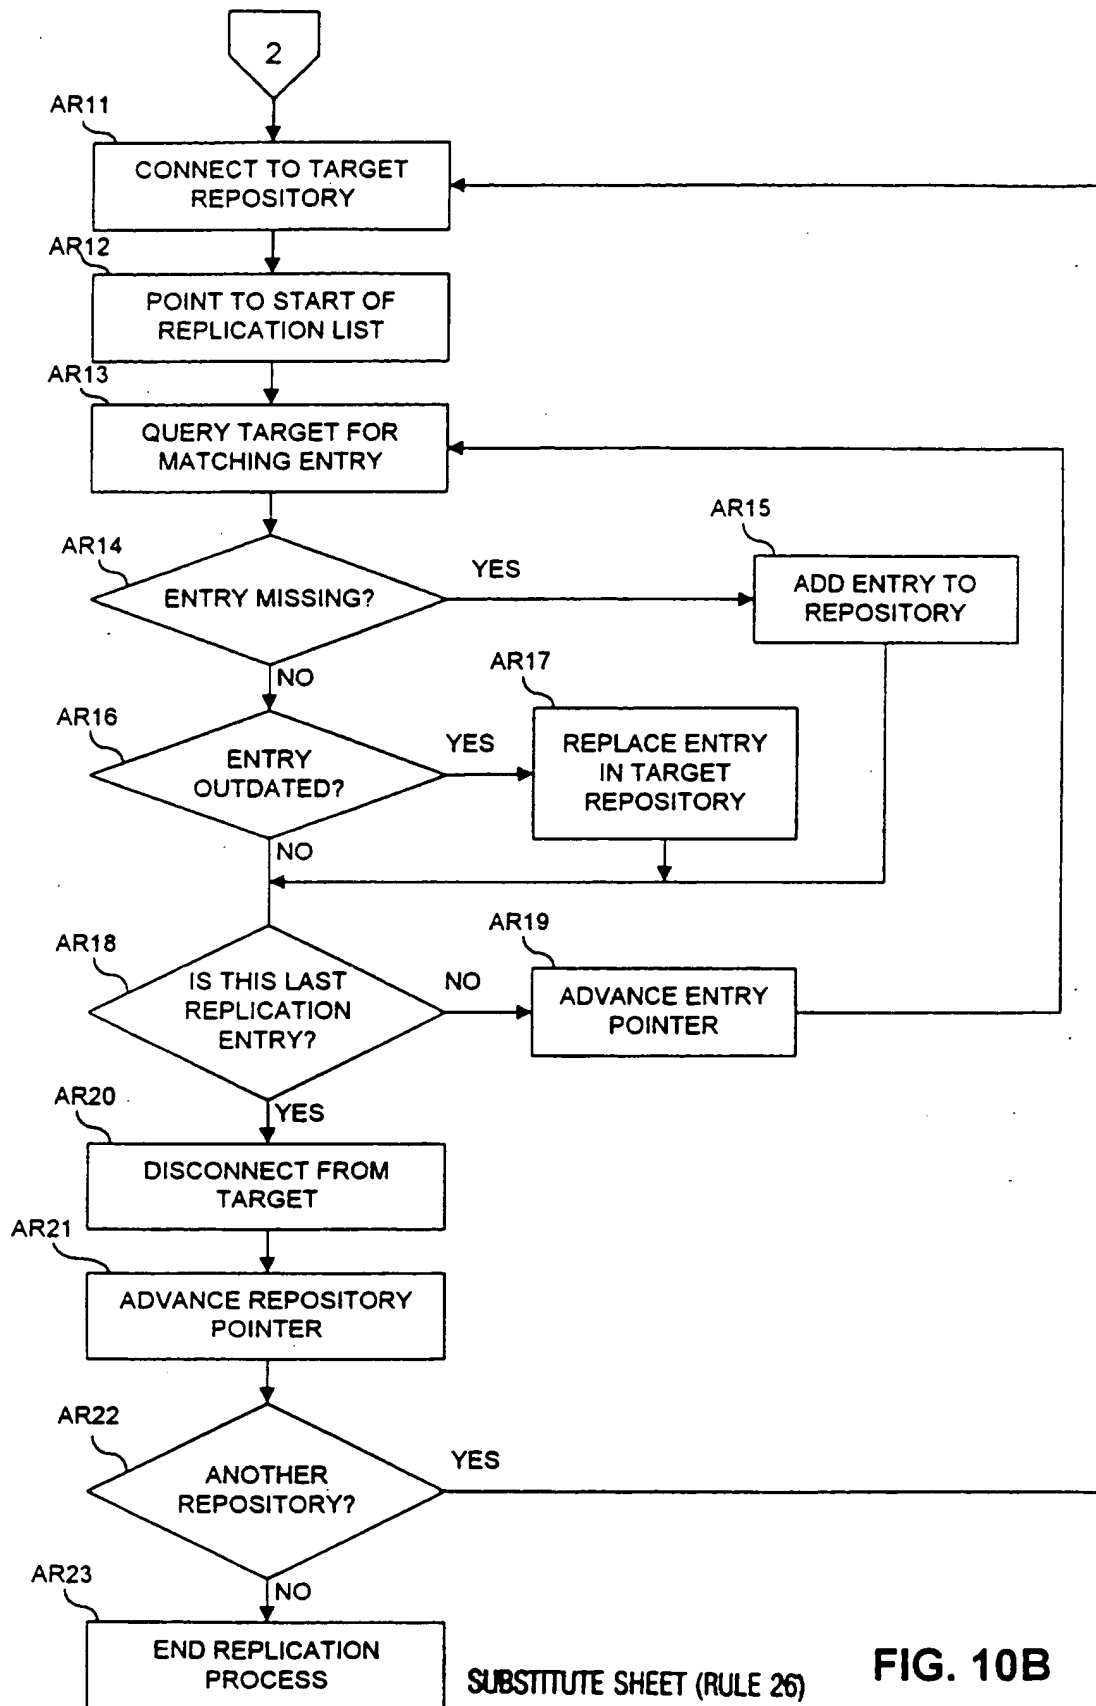 2
AR11
CONNECT TO TARGET
REPOSITORY
AR12
POINT TO START OF
REPLICATION LIST
AR13
QUERY TARGET FOR
MATCHING ENTRY
AR14
ENTRY MISSING?
YES
AR15
ADD ENTRY TO
REPOSITORY
NO
AR16
ENTRY
OUTDATED?
YES
AR17
REPLACE ENTRY
IN TARGET
REPOSITORY
NO
AR18
IS THIS LAST
REPLICATION
ENTRY?
NO
AR19
ADVANCE ENTRY
POINTER
YES
AR20
DISCONNECT FROM
TARGET
AR21
ADVANCE REPOSITORY
POINTER
AR22
ANOTHER
REPOSITORY?
YES
NO
AR23
END REPLICATION
PROCESS
SUBSTITUTE SHEET (RULE 26)
FIG. 10B